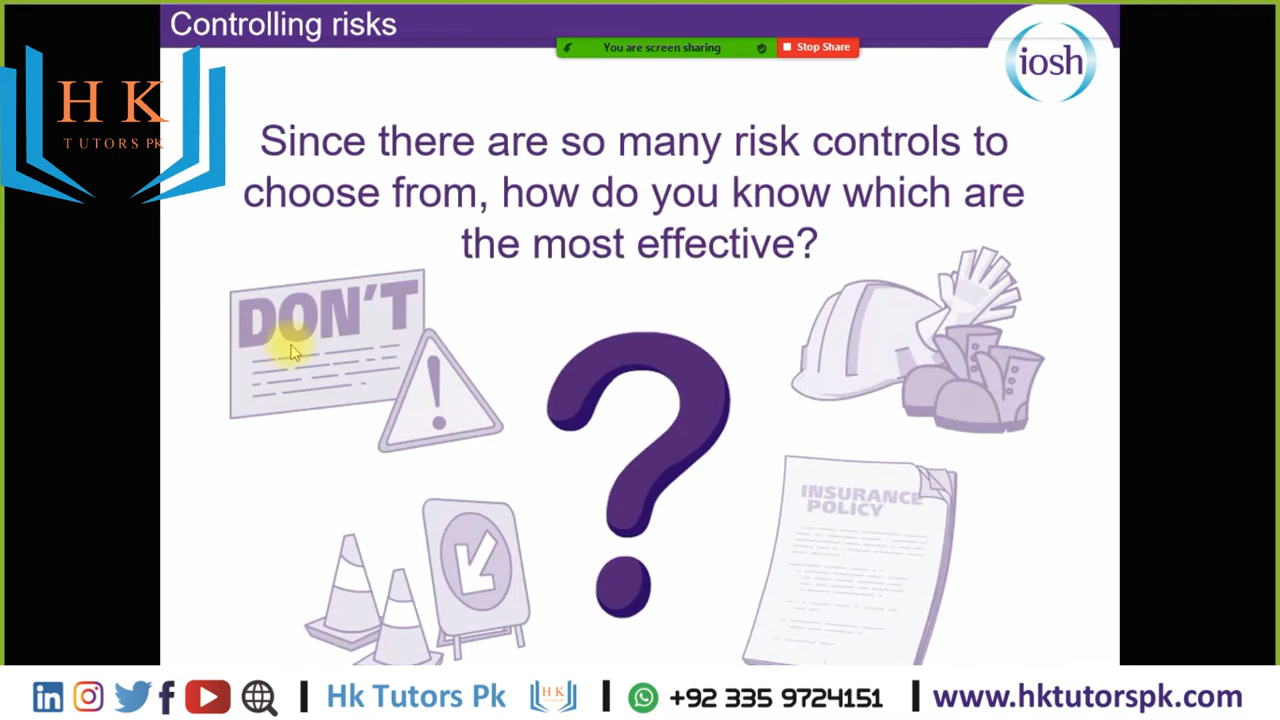 Controlling risks
You are screen sharing
Stop Share
iosh
H K
TUTORS PK
Since there are so many risk controls to
choose from, how do you know which are
the most effective?
DON'T
!
?
INSURANCE
POLICY
Hk Tutors Pk
H K
+92 335 9724151
www.hktutorspk.com